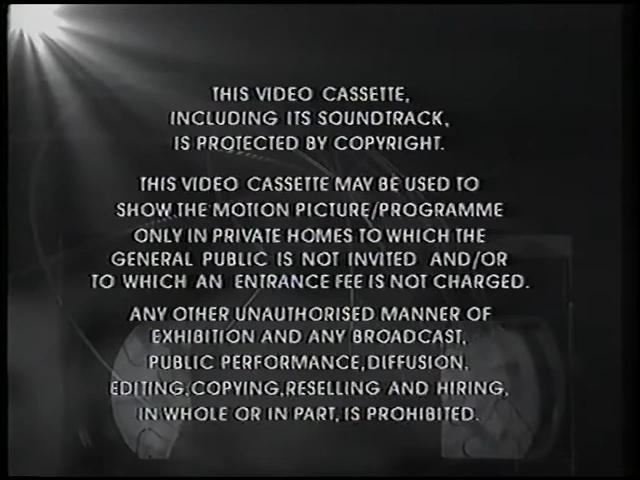 THIS VIDEO CASSETTE,
INCLUDING ITS SOUNDTRACK,
IS PROTECTED BY COPYRIGHT.
THIS VIDEO CASSETTE MAY BE USED TO
SHOW THE MOTION PICTURE/PROGRAMME
ONLY IN PRIVATE HOMES TO WHICH THE
GENERAL PUBLIC IS NOT INVITED AND/OR
TO WHICH AN ENTRANCE FEE IS NOT CHARGED.
ANY OTHER UNAUTHORISED MANNER OF
EXHIBITION AND ANY BROADCAST,
PUBLIC PERFORMANCE,DIFFUSION,
EDITING,COPYING,RESELLING AND HIRING,
IN WHOLE OR IN PART, IS PROHIBITED.